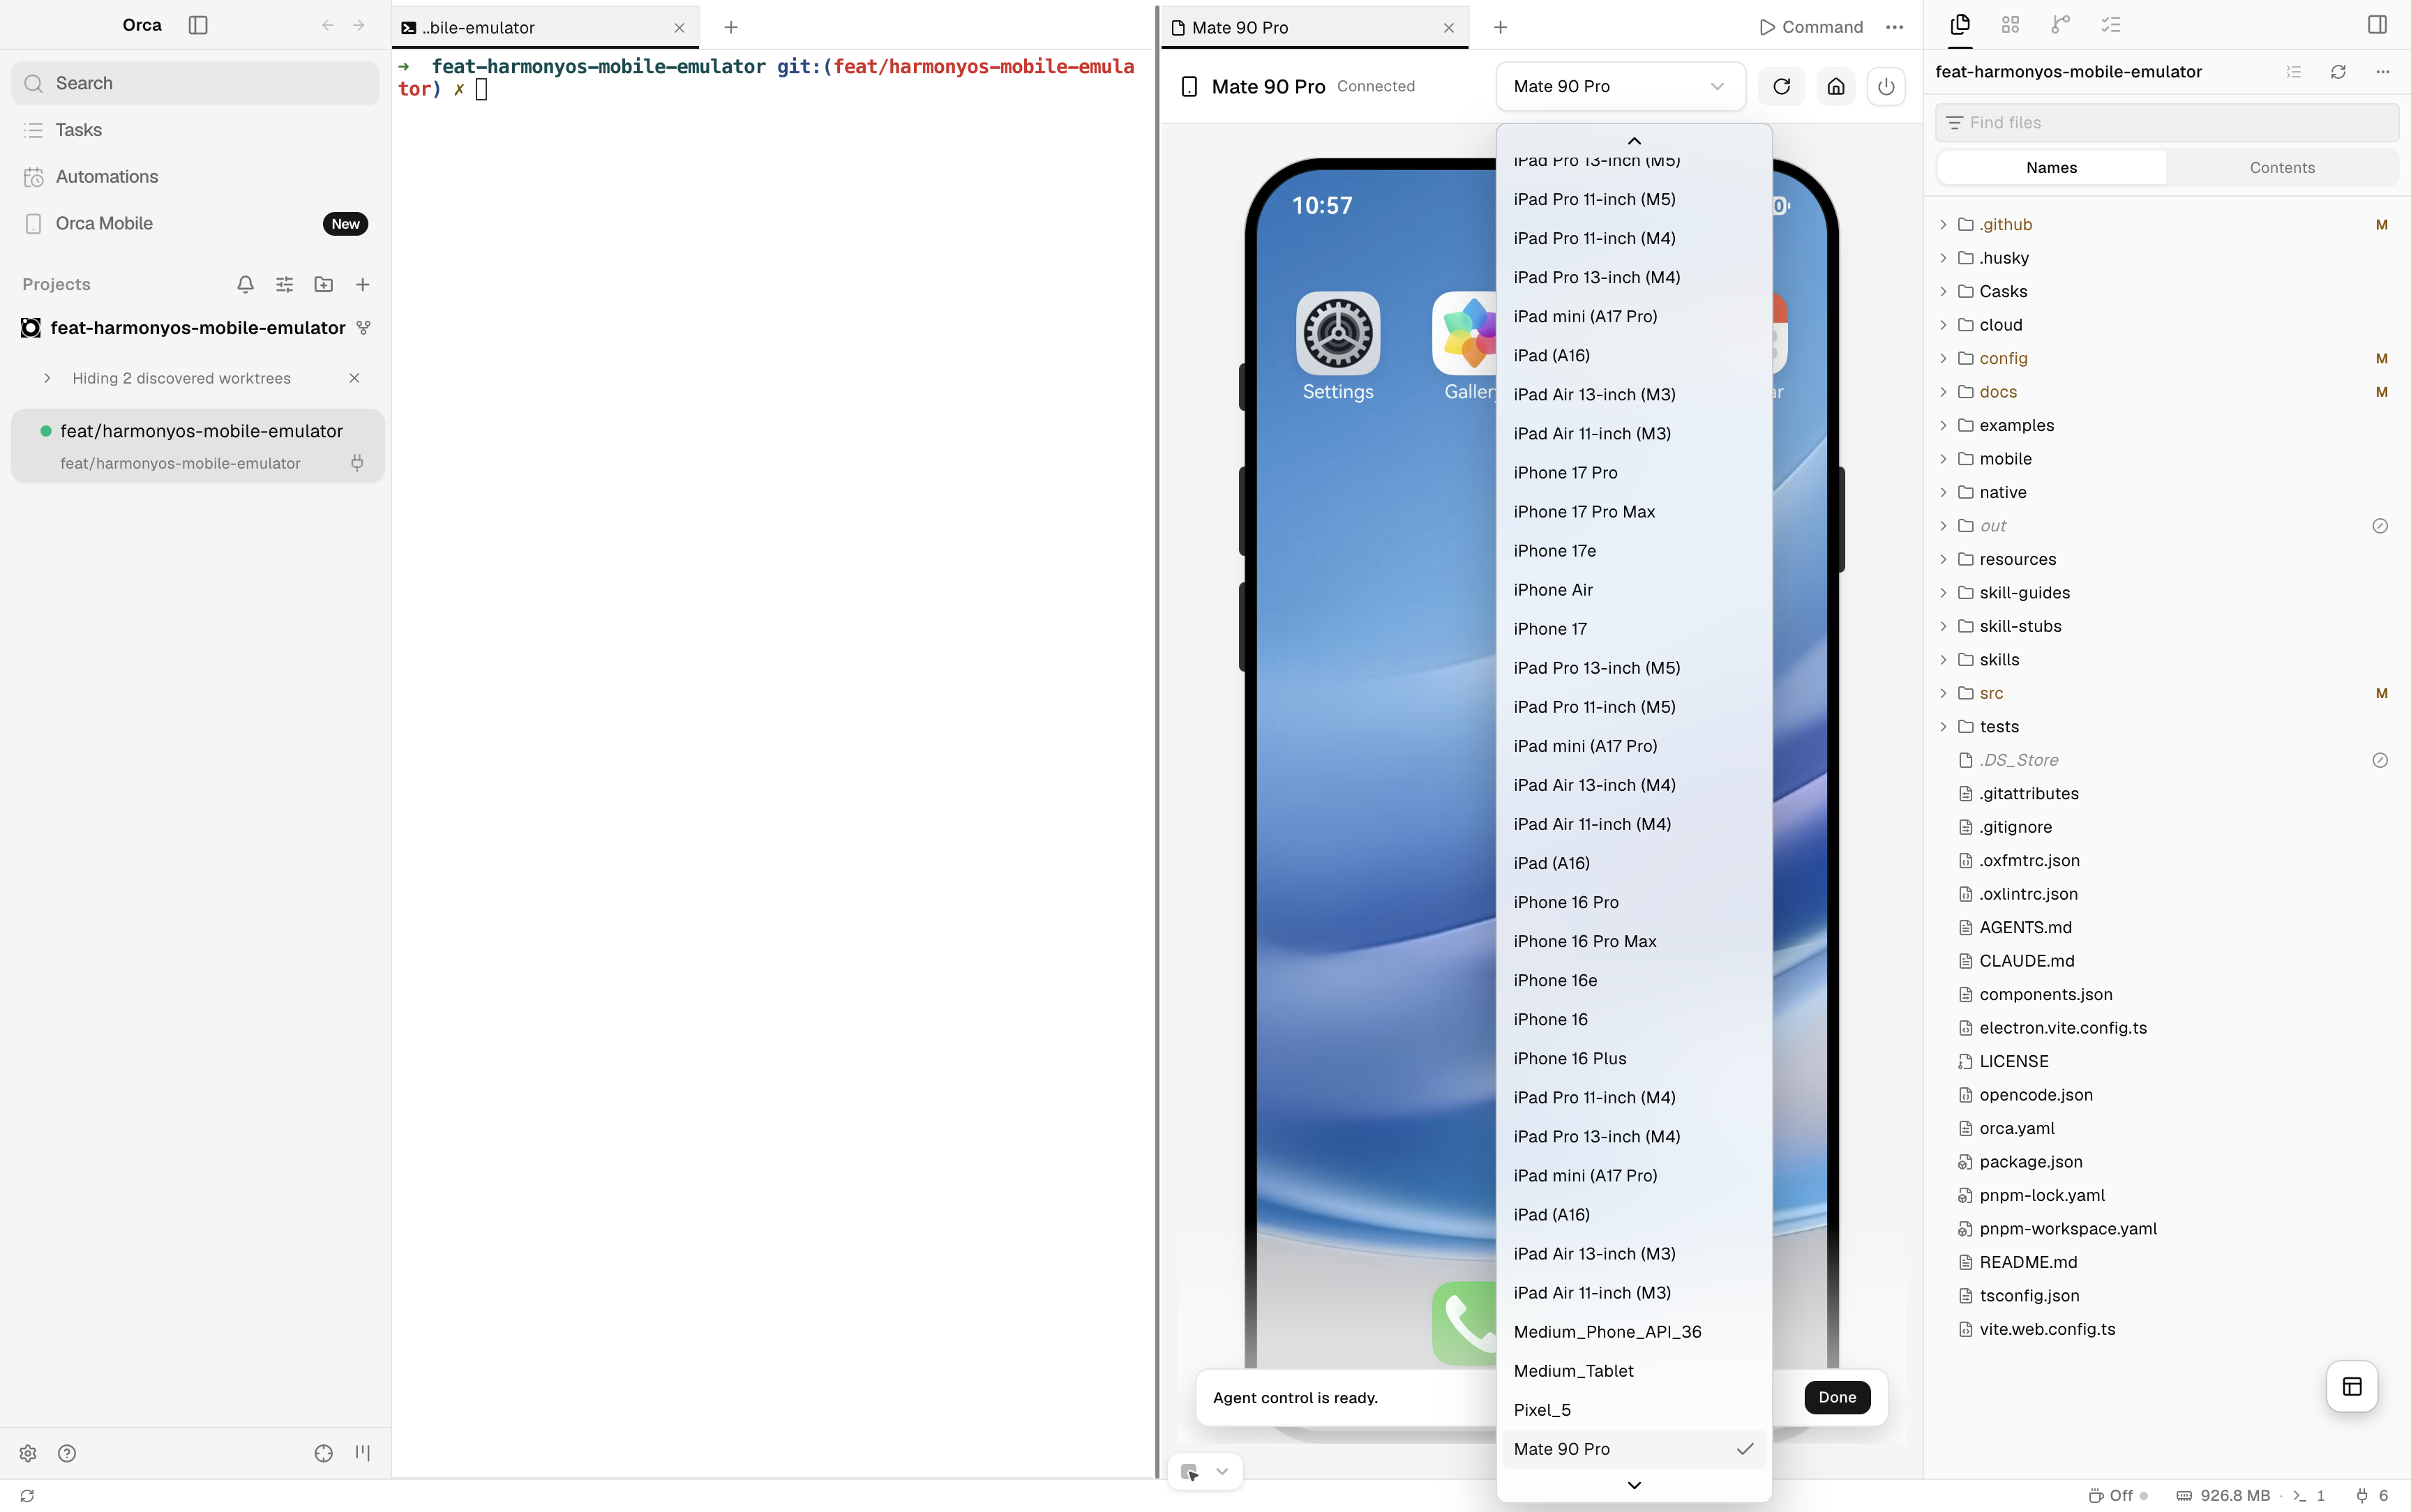 Orca
Search
Tasks
Automations
Orca Mobile
New
Projects
feat-harmonyos-mobile-emulator
Hiding 2 discovered worktrees
feat/harmonyos-mobile-emulator
feat/harmonyos-mobile-emulator
..bile-emulator
➜ feat-harmonyos-mobile-emulator git:(feat/harmonyos-mobile-emula
tor) ✗
Mate 90 Pro
Command
Mate 90 Pro Connected
Mate 90 Pro
10:57
Settings
iPad Pro 13-inch (M5)
iPad Pro 11-inch (M5)
iPad Pro 11-inch (M4)
iPad Pro 13-inch (M4)
iPad mini (A17 Pro)
iPad (A16)
iPad Air 13-inch (M3)
iPad Air 11-inch (M3)
iPhone 17 Pro
iPhone 17 Pro Max
iPhone 17e
iPhone Air
iPhone 17
iPad Pro 13-inch (M5)
iPad Pro 11-inch (M5)
iPad mini (A17 Pro)
iPad Air 13-inch (M4)
iPad Air 11-inch (M4)
iPad (A16)
iPhone 16 Pro
iPhone 16 Pro Max
iPhone 16e
iPhone 16
iPhone 16 Plus
iPad Pro 11-inch (M4)
iPad Pro 13-inch (M4)
iPad mini (A17 Pro)
iPad (A16)
iPad Air 13-inch (M3)
iPad Air 11-inch (M3)
Medium_Phone_API_36
Medium_Tablet
Pixel_5
Mate 90 Pro
Agent control is ready.
Done
feat-harmonyos-mobile-emulator
Find files
Names
Contents
.github M
.husky
Casks
cloud
config M
docs M
examples
mobile
native
out
resources
skill-guides
skill-stubs
skills
src M
tests
.DS_Store
.gitattributes
.gitignore
.oxfmtrc.json
.oxlintrc.json
AGENTS.md
CLAUDE.md
components.json
electron.vite.config.ts
LICENSE
opencode.json
orca.yaml
package.json
pnpm-lock.yaml
pnpm-workspace.yaml
README.md
tsconfig.json
vite.web.config.ts
Off
926.8 MB · 1
6